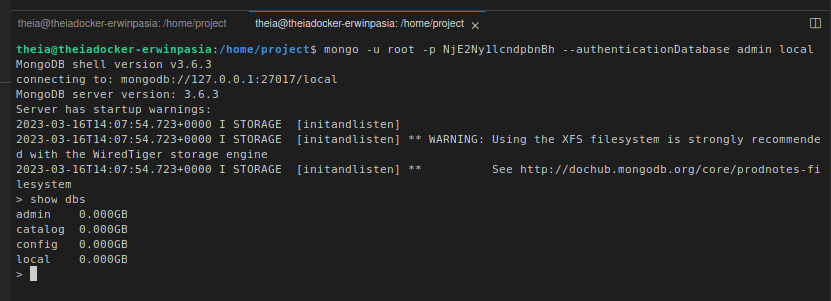 theia@theiadocker-erwinpasia: /home/project theia@theiadocker-erwinpasia: /home/project ×
theia@theiadocker-erwinpasia:/home/project$ mongo -u root -p NjE2Ny1lcndpbnBh --authenticationDatabase admin local
MongoDB shell version v3.6.3
connecting to: mongodb://127.0.0.1:27017/local
MongoDB server version: 3.6.3
Server has startup warnings:
2023-03-16T14:07:54.723+0000 I STORAGE  [initandlisten]
2023-03-16T14:07:54.723+0000 I STORAGE  [initandlisten] ** WARNING: Using the XFS filesystem is strongly recommende
d with the WiredTiger storage engine
2023-03-16T14:07:54.723+0000 I STORAGE  [initandlisten] **          See http://dochub.mongodb.org/core/prodnotes-fi
lesystem
> show dbs
admin    0.000GB
catalog  0.000GB
config   0.000GB
local    0.000GB
>